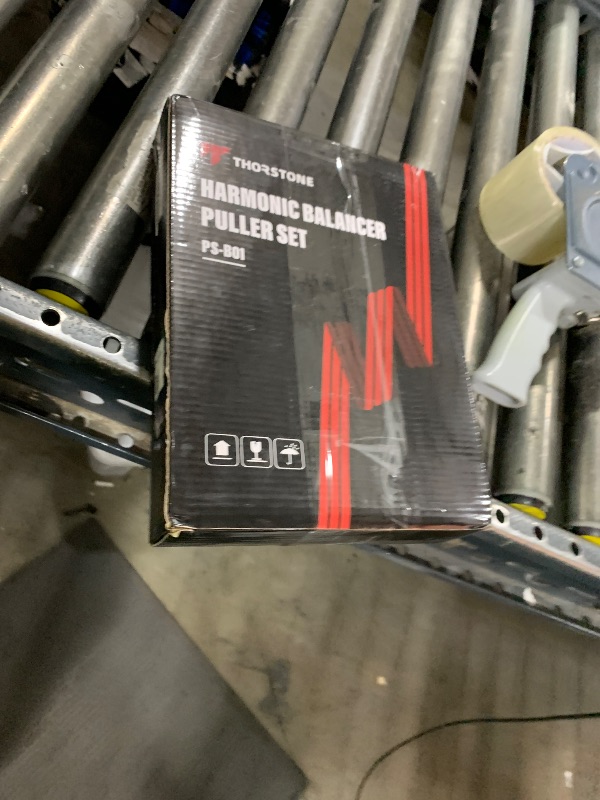 THORSTONE
HARMONIC BALANCER
PULLER SET
PS-B01